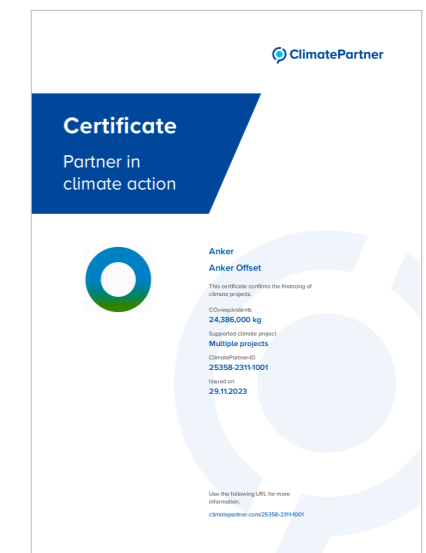 ClimatePartner
Certificate
Partner in
climate action
Anker
Anker Offset
This certificate confirms the financing of
climate projects.
CO₂-equivalents
24,386,000 kg
Supported climate project
Multiple projects
ClimatePartner-ID
25358-2311-1001
Issued on
29.11.2023
Use the following URL for more
information:
climatepartner.com/25358-2311-1001